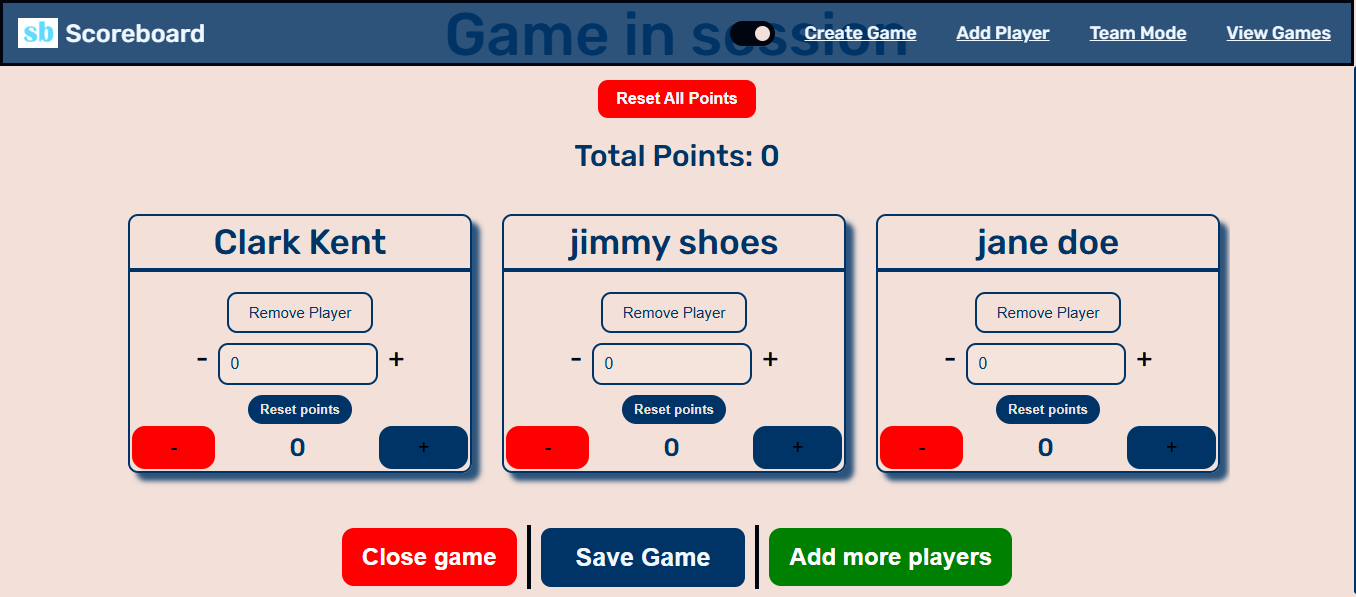 sb Scoreboard
Game in session
Create Game Add Player Team Mode View Games
Reset All Points
Total Points: 0
Clark Kent
Remove Player
- 0 +
Reset points
- 0 +
jimmy shoes
Remove Player
- 0 +
Reset points
- 0 +
jane doe
Remove Player
- 0 +
Reset points
- 0 +
Close game
Save Game
Add more players